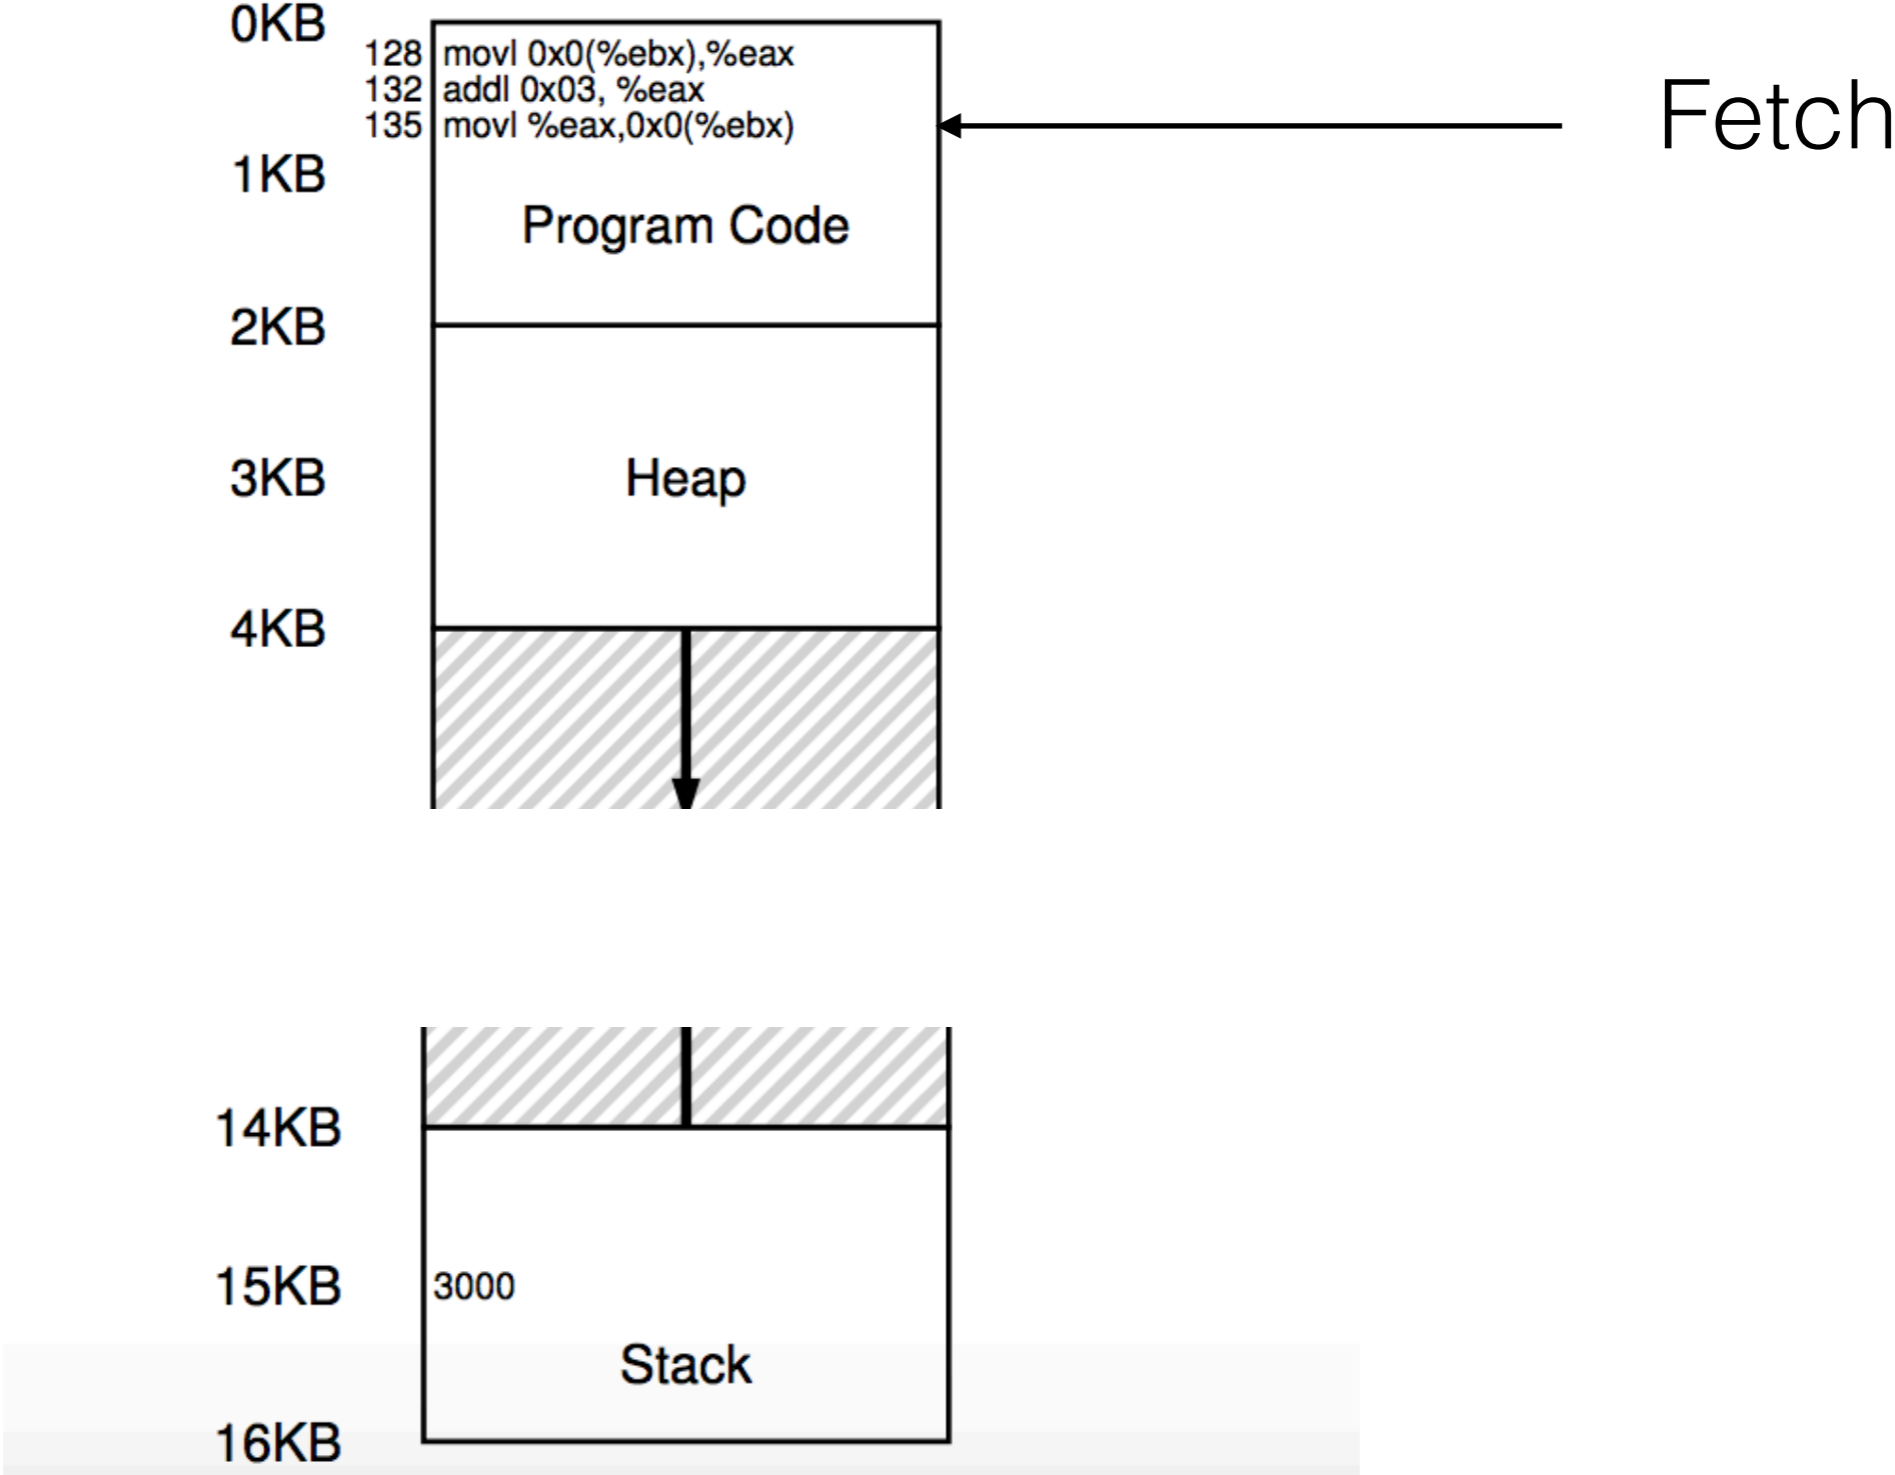 0KB
128 movl 0x0(%ebx),%eax
132 addl 0x03, %eax
135 movl %eax,0x0(%ebx)
Fetch
1KB
Program Code
2KB
3KB
Heap
4KB
14KB
15KB
3000
Stack
16KB